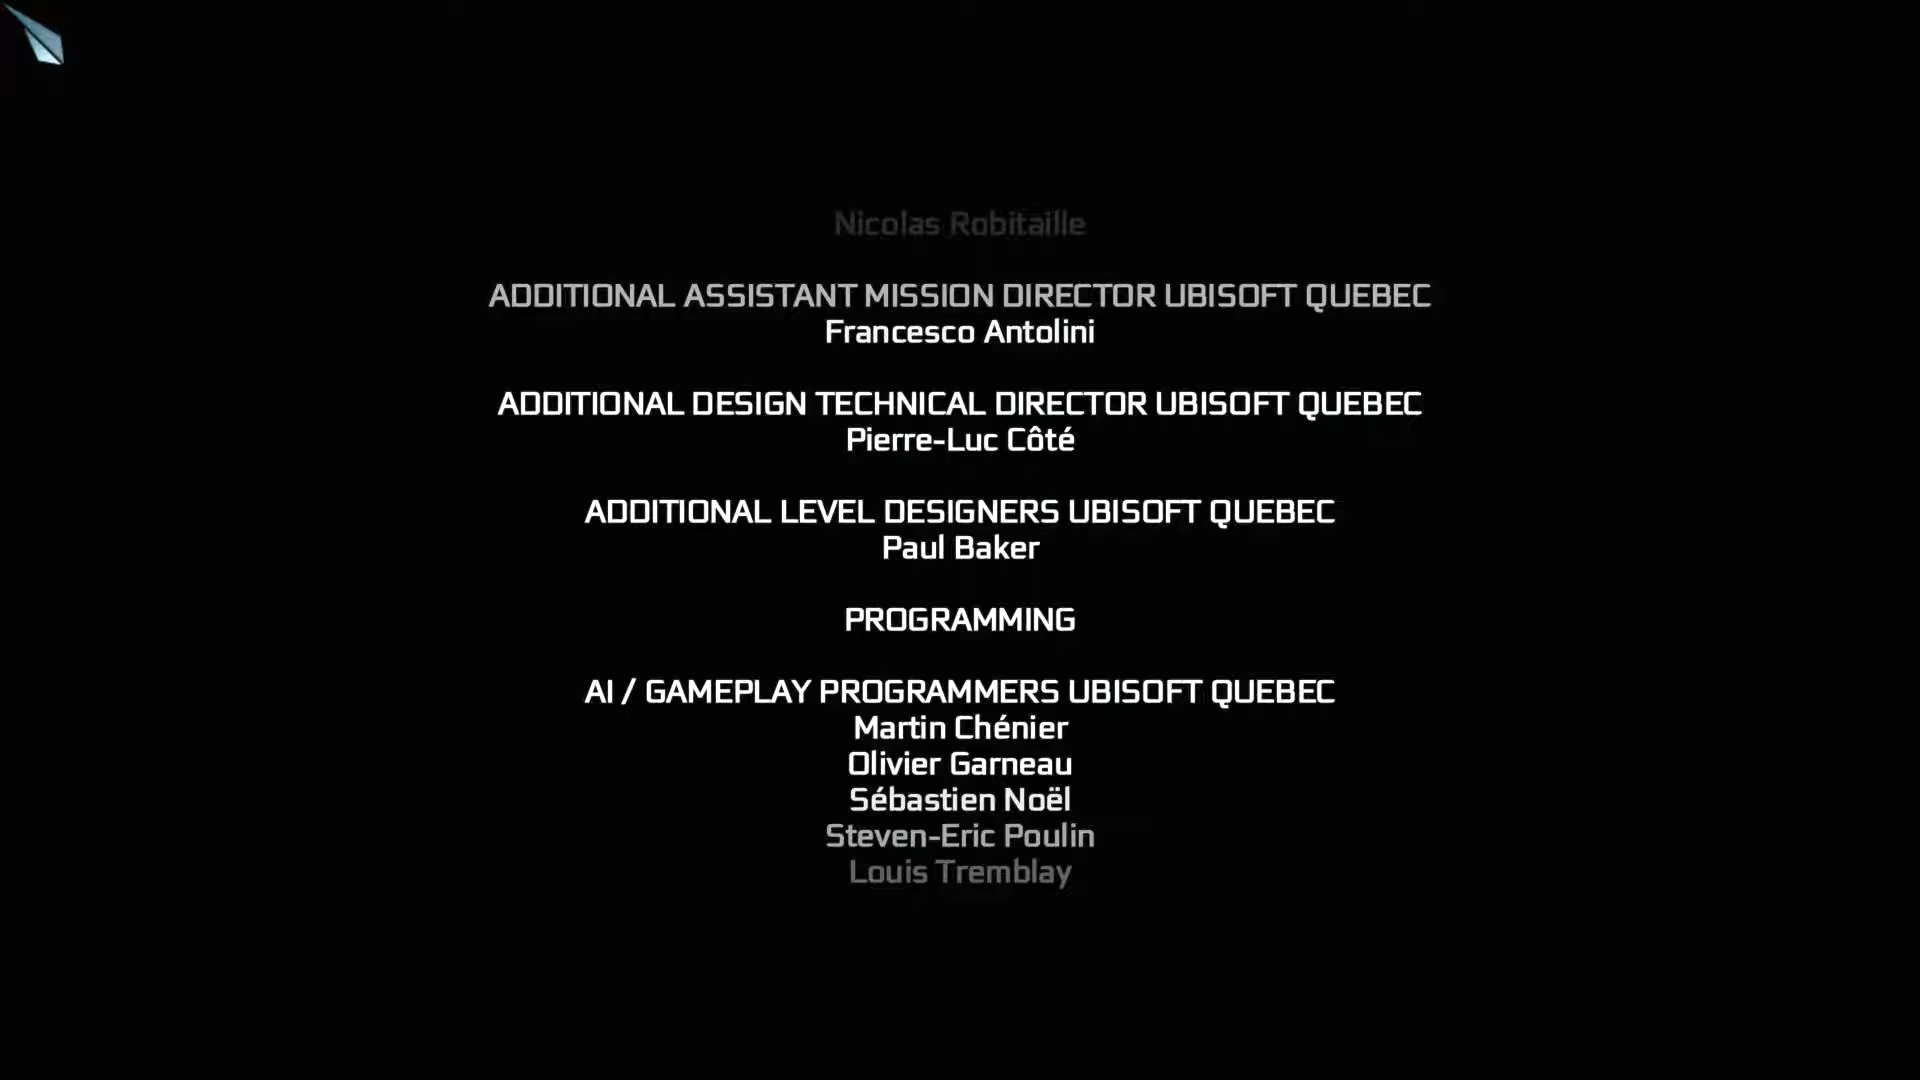 Nicolas Robitaille
ADDITIONAL ASSISTANT MISSION DIRECTOR UBISOFT QUEBEC
Francesco Antolini
ADDITIONAL DESIGN TECHNICAL DIRECTOR UBISOFT QUEBEC
Pierre-Luc Côté
ADDITIONAL LEVEL DESIGNERS UBISOFT QUEBEC
Paul Baker
PROGRAMMING
AI / GAMEPLAY PROGRAMMERS UBISOFT QUEBEC
Martin Chénier
Olivier Garneau
Sébastien Noël
Steven-Eric Poulin
Louis Tremblay